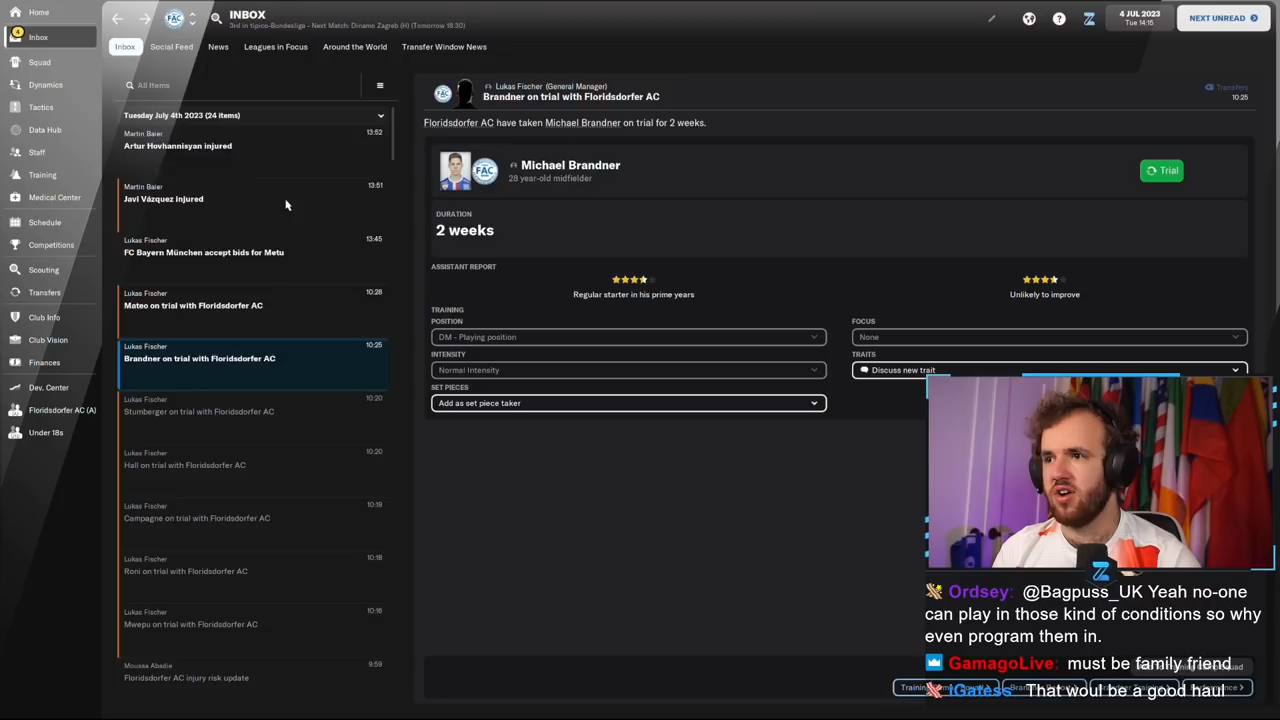 Home
Inbox
4
Squad
Dynamics
Tactics
Data Hub
Staff
Training
Medical Center
Schedule
Competitions
Scouting
Transfers
Club Info
Club Vision
Finances
Dev. Center
Floridsdorfer AC (A)
Under 18s
FAC
INBOX
3rd in tipico-Bundesliga - Next Match: Dinamo Zagreb (H) (Tomorrow 18:30)
4 JUL 2023
Tue 14:15
NEXT UNREAD
Inbox
Social Feed
News
Leagues in Focus
Around the World
Transfer Window News
All Items
Tuesday July 4th 2023 (24 items)
Martin Baier 13:52
Artur Hovhannisyan injured
Martin Baier 13:51
Javi Vázquez injured
Lukas Fischer 13:45
FC Bayern München accept bids for Metu
Lukas Fischer 10:28
Mateo on trial with Floridsdorfer AC
Lukas Fischer 10:25
Brandner on trial with Floridsdorfer AC
Lukas Fischer 10:20
Stumberger on trial with Floridsdorfer AC
Lukas Fischer 10:20
Hall on trial with Floridsdorfer AC
Lukas Fischer 10:19
Campagne on trial with Floridsdorfer AC
Lukas Fischer 10:18
Roni on trial with Floridsdorfer AC
Lukas Fischer 10:16
Mwepu on trial with Floridsdorfer AC
Moussa Abadie 9:59
Floridsdorfer AC injury risk update
Lukas Fischer (General Manager)
Brandner on trial with Floridsdorfer AC
Transfers
10:25
Floridsdorfer AC have taken Michael Brandner on trial for 2 weeks.
Michael Brandner
28 year-old midfielder
Trial
DURATION
2 weeks
ASSISTANT REPORT
Regular starter in his prime years
Unlikely to improve
TRAINING
POSITION
DM - Playing position
FOCUS
None
INTENSITY
Normal Intensity
TRAITS
Discuss new trait
SET PIECES
Add as set piece taker
Ordsey: @Bagpuss_UK Yeah no-one
can play in those kind of conditions so why
even program them in.
GamagoLive: must be family friend
iGatess: That woul be a good haul